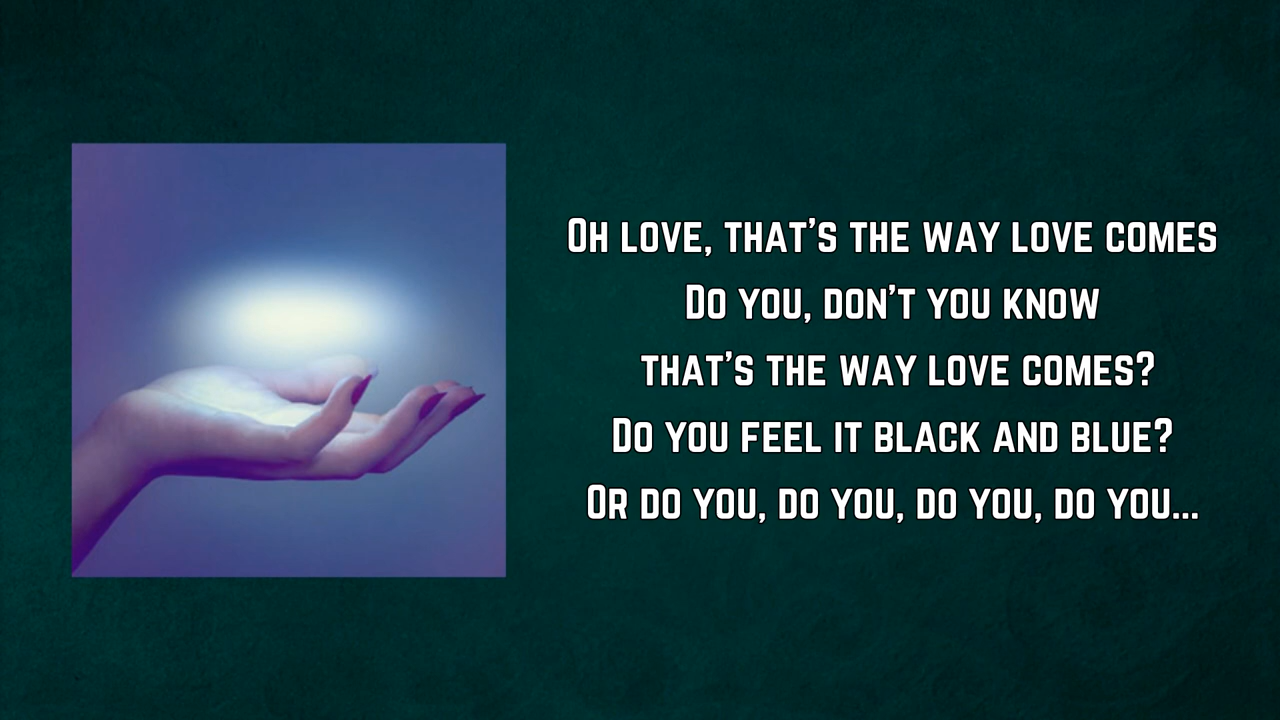 Oh love, that's the way love comes
Do you, don't you know
that's the way love comes?
Do you feel it black and blue?
Or do you, do you, do you, do you...